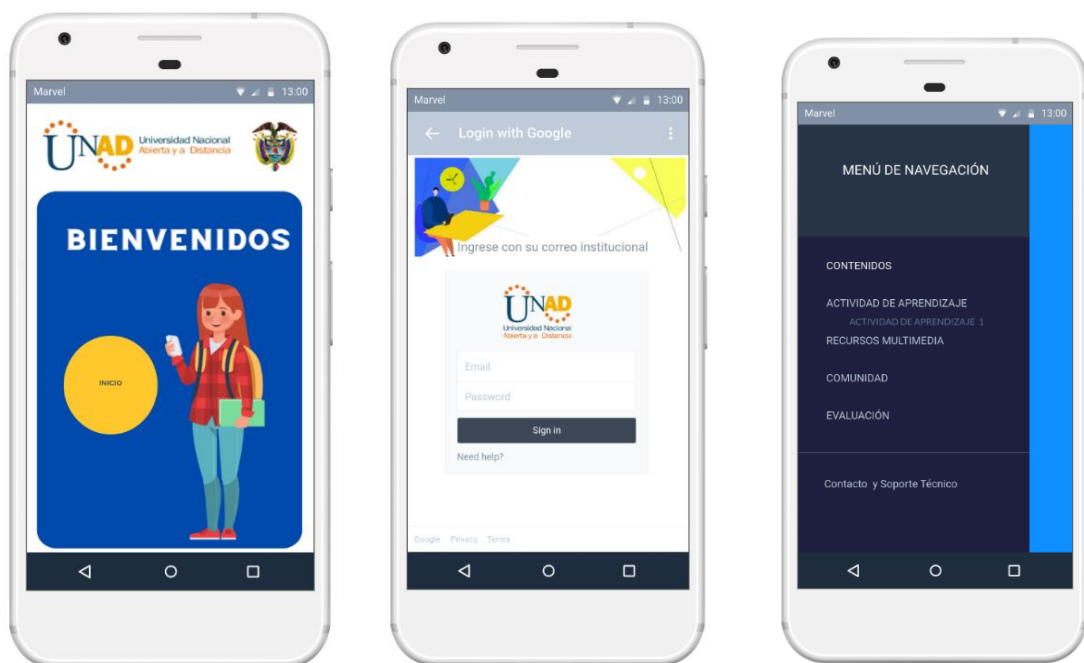 Marvel 13:00
UNAD Universidad Nacional
Abierta y a Distancia
BIENVENIDOS
INICIO
Marvel 13:00
Login with Google
Ingrese con su correo institucional
UNAD
Universidad Nacional
Abierta y a Distancia
Email
Password
Sign in
Need help?
Google Privacy Terms
Marvel 13:00
MENÚ DE NAVEGACIÓN
CONTENIDOS
ACTIVIDAD DE APRENDIZAJE
ACTIVIDAD DE APRENDIZAJE 1
RECURSOS MULTIMEDIA
COMUNIDAD
EVALUACIÓN
Contacto y Soporte Técnico